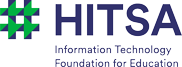 HITSA
Information Technology
Foundation for Education